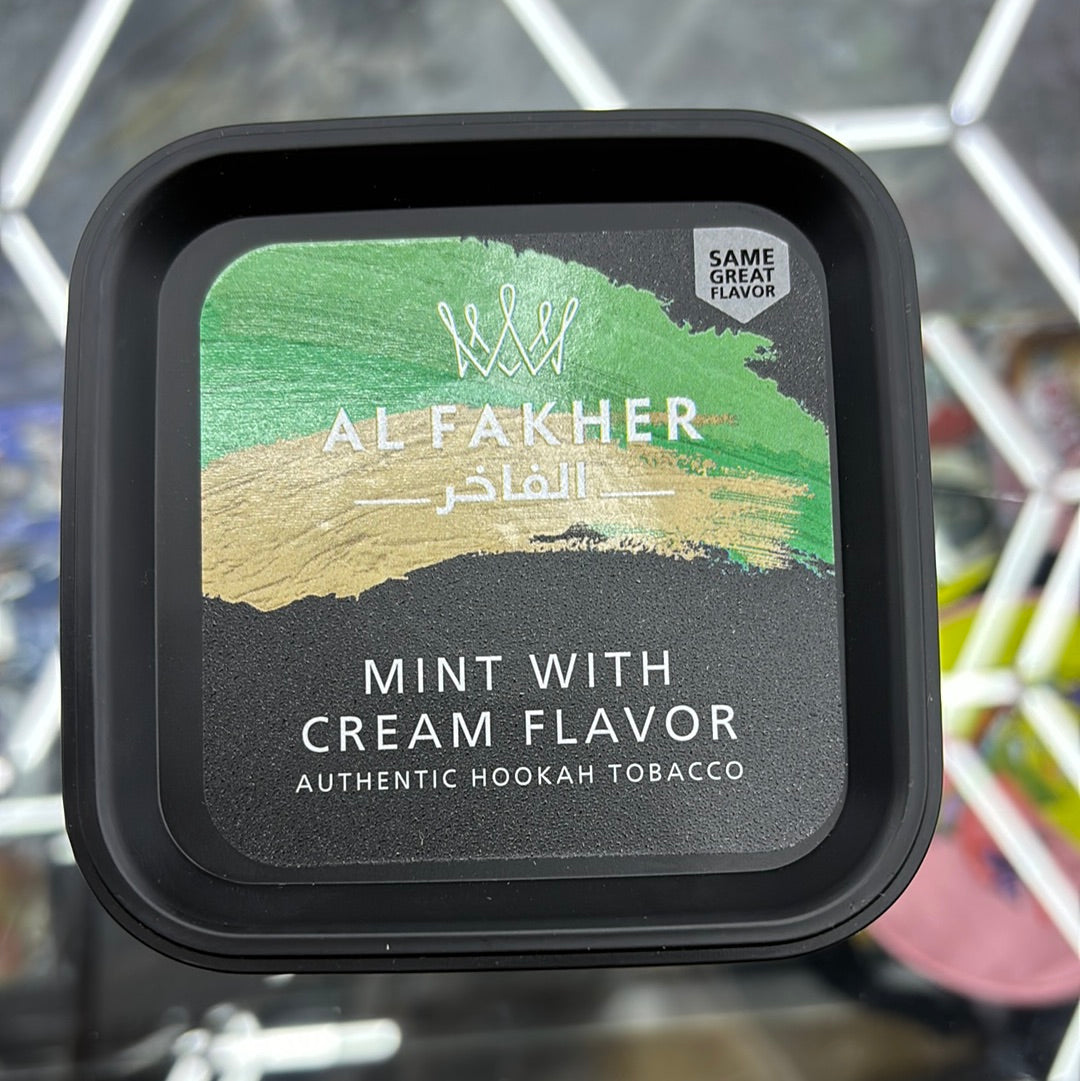 SAME
GREAT
FLAVOR
AL FAKHER
الفاخر
MINT WITH
CREAM FLAVOR
AUTHENTIC HOOKAH TOBACCO